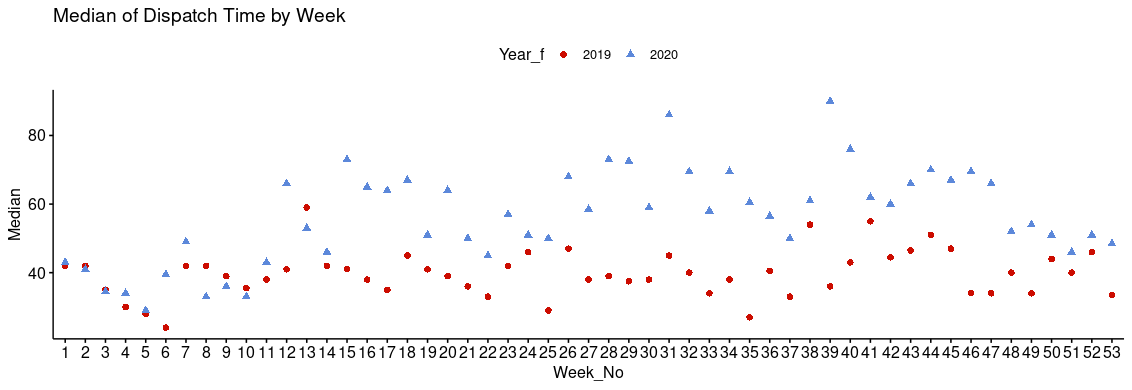 Median of Dispatch Time by Week
Year_f 2019 2020
80
60
40
Median
1 2 3 4 5 6 7 8 9 10 11 12 13 14 15 16 17 18 19 20 21 22 23 24 25 26 27 28 29 30 31 32 33 34 35 36 37 38 39 40 41 42 43 44 45 46 47 48 49 50 51 52 53
Week_No